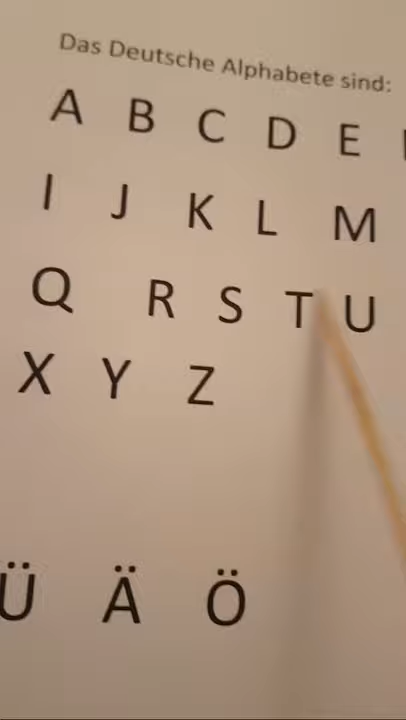 Das Deutsche Alphabete sind:
A B C D E
I J K L M
Q R S T U
X Y Z
Ü Ä Ö